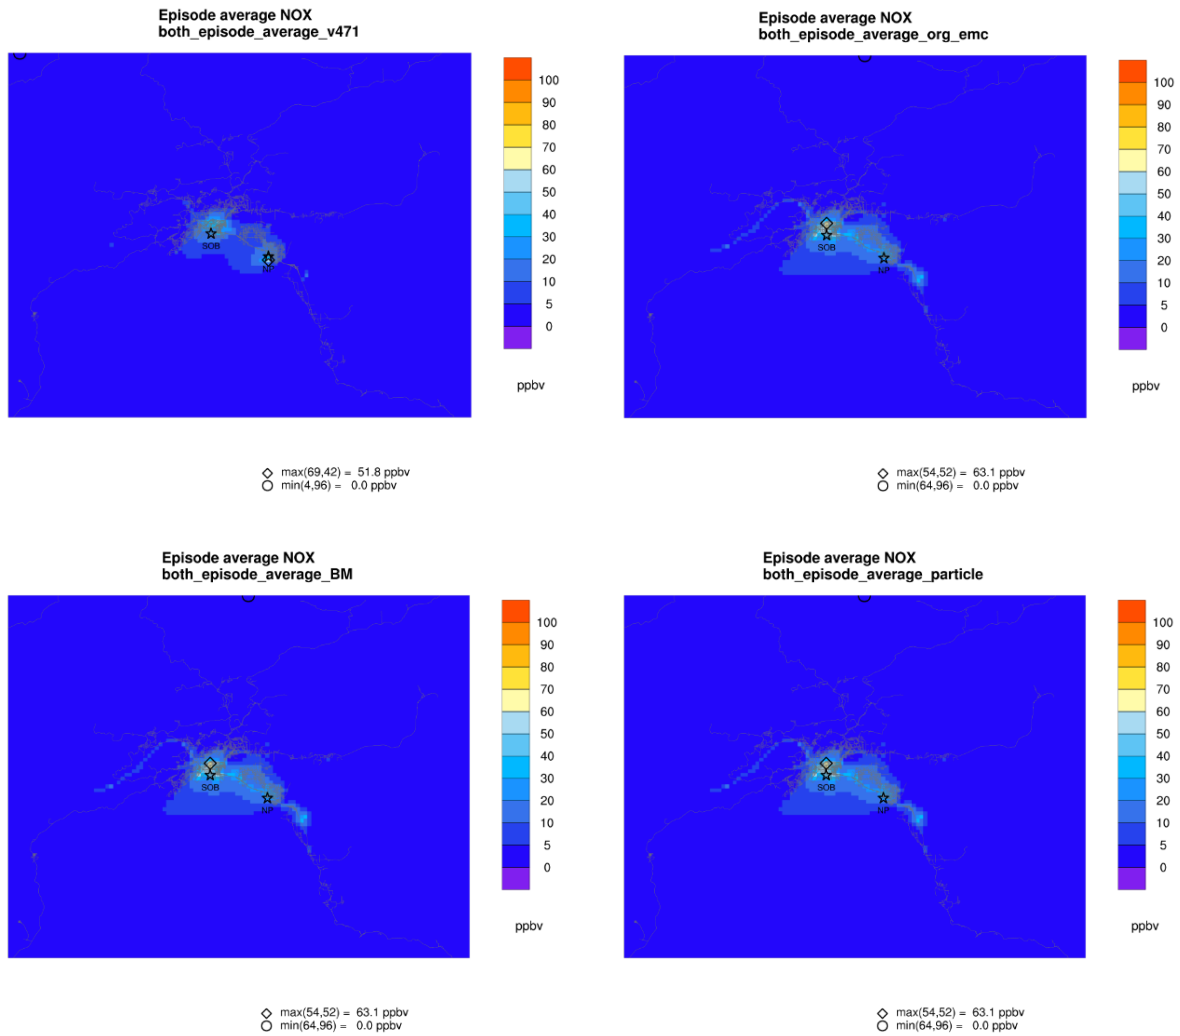 Episode average NOX
both_episode_average_v471
100
90
80
70
60
50
40
30
20
10
5
0
ppbv
SOB
NP
max(69,42) = 51.8 ppbv
min(4,96) = 0.0 ppbv
Episode average NOX
both_episode_average_org_emc
100
90
80
70
60
50
40
30
20
10
5
0
ppbv
SOB
NP
max(54,52) = 63.1 ppbv
min(64,96) = 0.0 ppbv
Episode average NOX
both_episode_average_BM
100
90
80
70
60
50
40
30
20
10
5
0
ppbv
SOB
NP
max(54,52) = 63.1 ppbv
min(64,96) = 0.0 ppbv
Episode average NOX
both_episode_average_particle
100
90
80
70
60
50
40
30
20
10
5
0
ppbv
SOB
NP
max(54,52) = 63.1 ppbv
min(64,96) = 0.0 ppbv